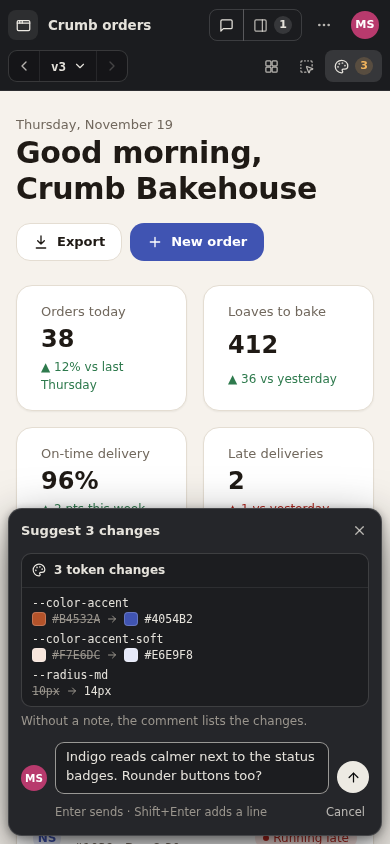 Crumb orders
1
MS
v3
3
Thursday, November 19
Good morning,
Crumb Bakehouse
Export
New order
Orders today
38
▲ 12% vs last
Thursday
Loaves to bake
412
▲ 36 vs yesterday
On-time delivery
96%
Late deliveries
2
Suggest 3 changes
3 token changes
--color-accent
#B4532A → #4054B2
--color-accent-soft
#F7E6DC → #E6E9F8
--radius-md
10px → 14px
Without a note, the comment lists the changes.
MS
Indigo reads calmer next to the status
badges. Rounder buttons too?
Enter sends · Shift+Enter adds a line
Cancel
NS
Running late